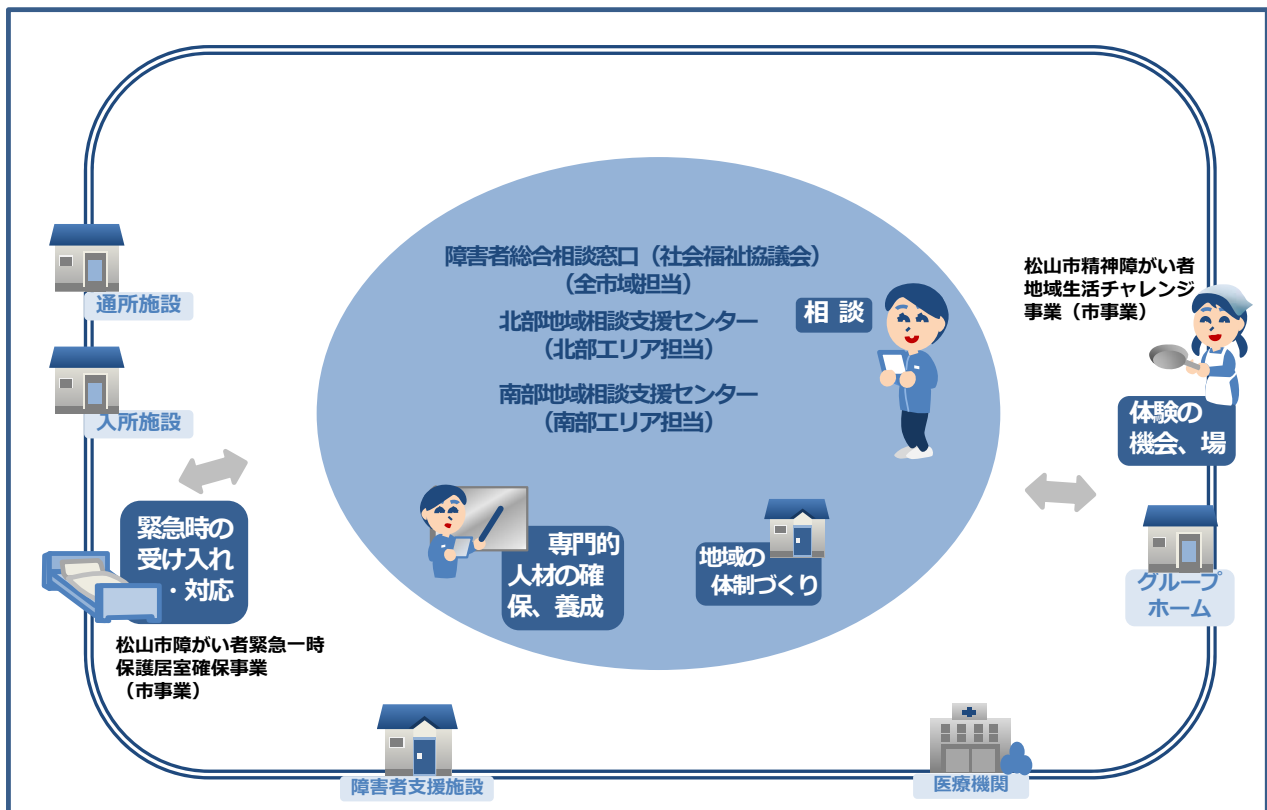 障害者総合相談窓口（社会福祉協議会）
（全市域担当）
北部地域相談支援センター
（北部エリア担当）
南部地域相談支援センター
（南部エリア担当）
相 談
松山市精神障がい者
地域生活チャレンジ
事業（市事業）
体験の
機会、場
通所施設
入所施設
緊急時の
受け入れ
・対応
松山市障がい者緊急一時
保護居室確保事業
（市事業）
専門的
人材の確
保、養成
地域の
体制づくり
グループ
ホーム
障害者支援施設
医療機関